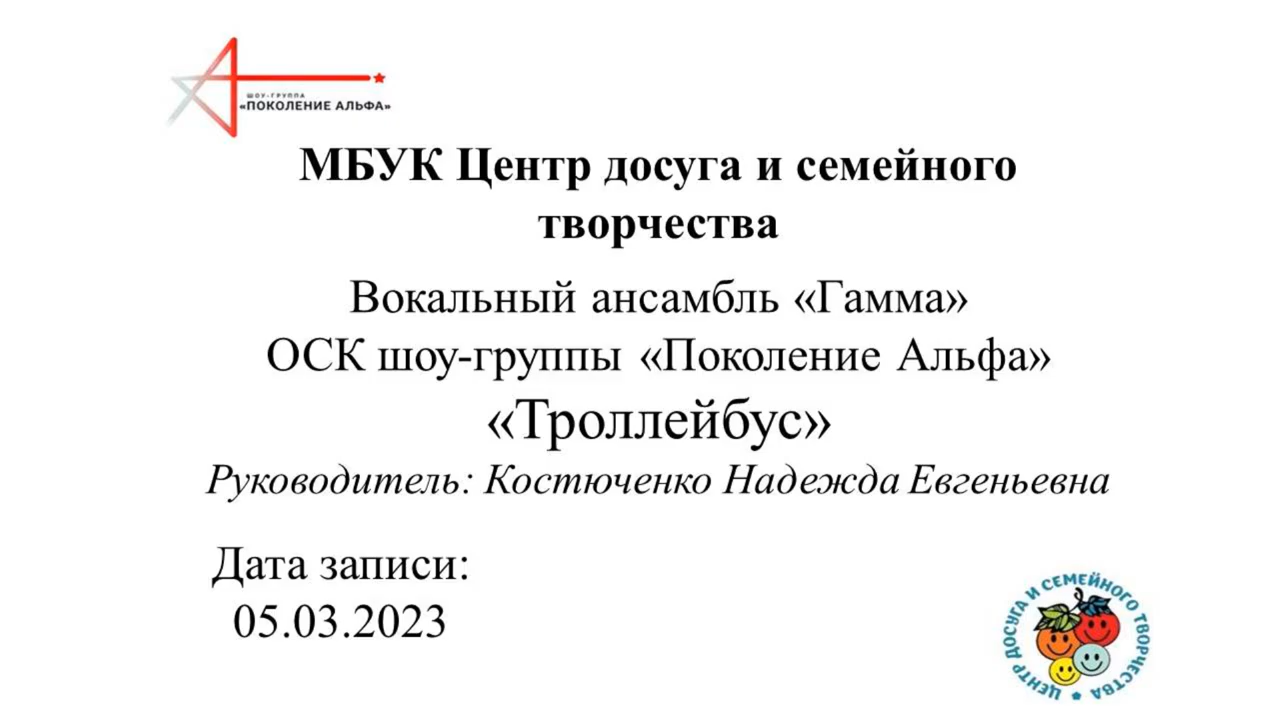 ШОУ-ГРУППА
«ПОКОЛЕНИЕ АЛЬФА»
МБУК Центр досуга и семейного
творчества
Вокальный ансамбль «Гамма»
ОСК шоу-группы «Поколение Альфа»
«Троллейбус»
Руководитель: Костюченко Надежда Евгеньевна
Дата записи:
05.03.2023
ЦЕНТР ДОСУГА И СЕМЕЙНОГО ТВОРЧЕСТВА